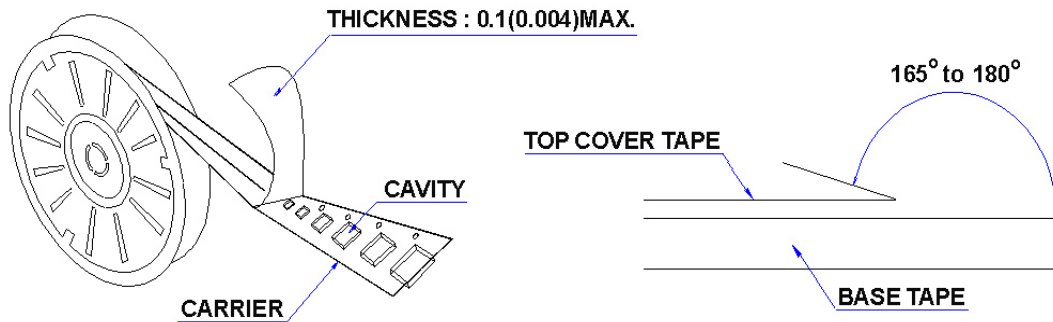 THICKNESS : 0.1(0.004)MAX.
CAVITY
CARRIER
165° to 180°
TOP COVER TAPE
BASE TAPE